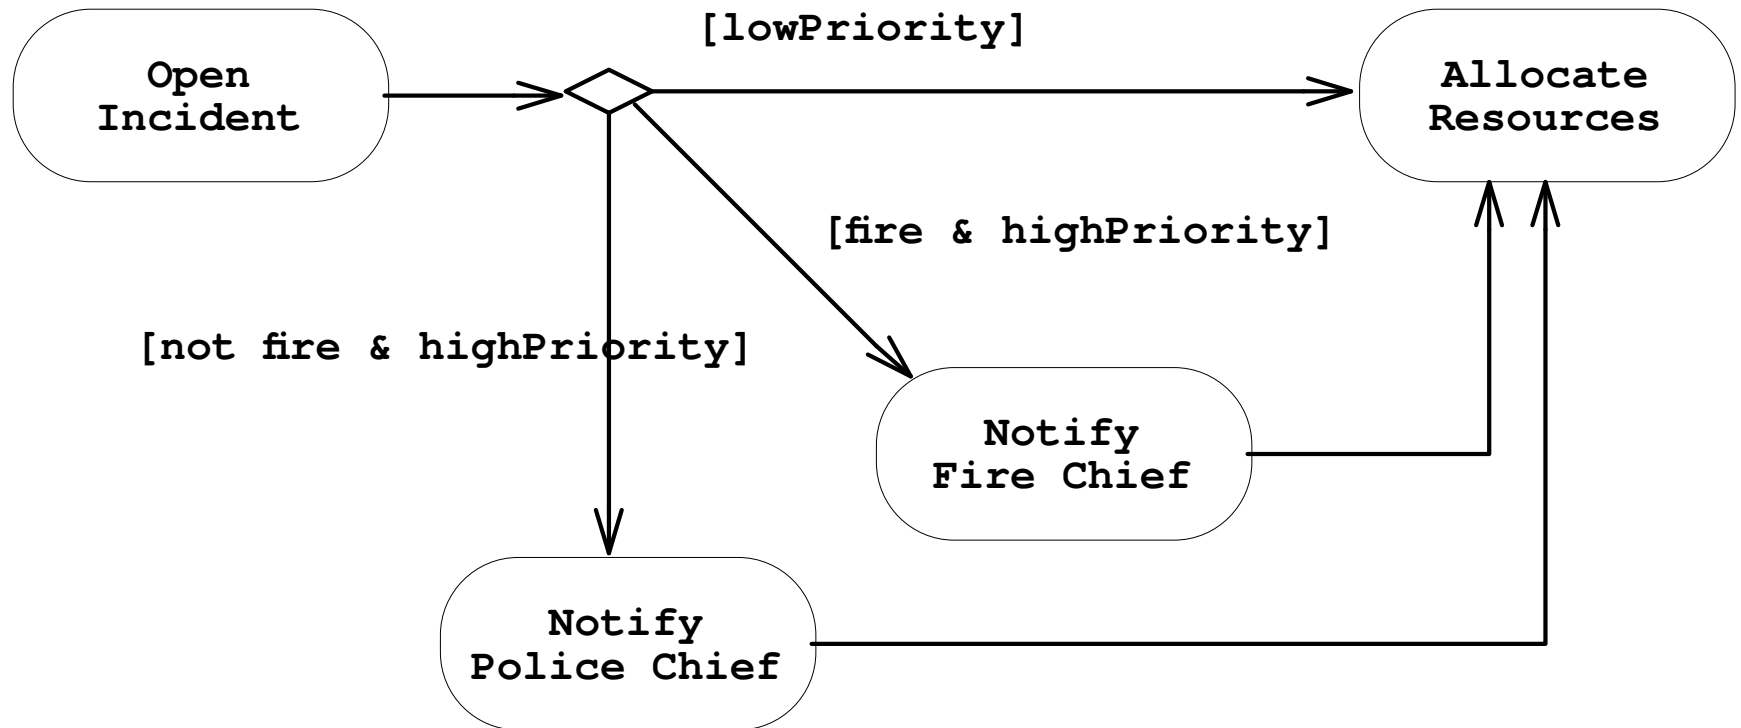 [lowPriority]
Open
Incident
Allocate
Resources
[fire & highPriority]
[not fire & highPriority]
Notify
Fire Chief
Notify
Police Chief